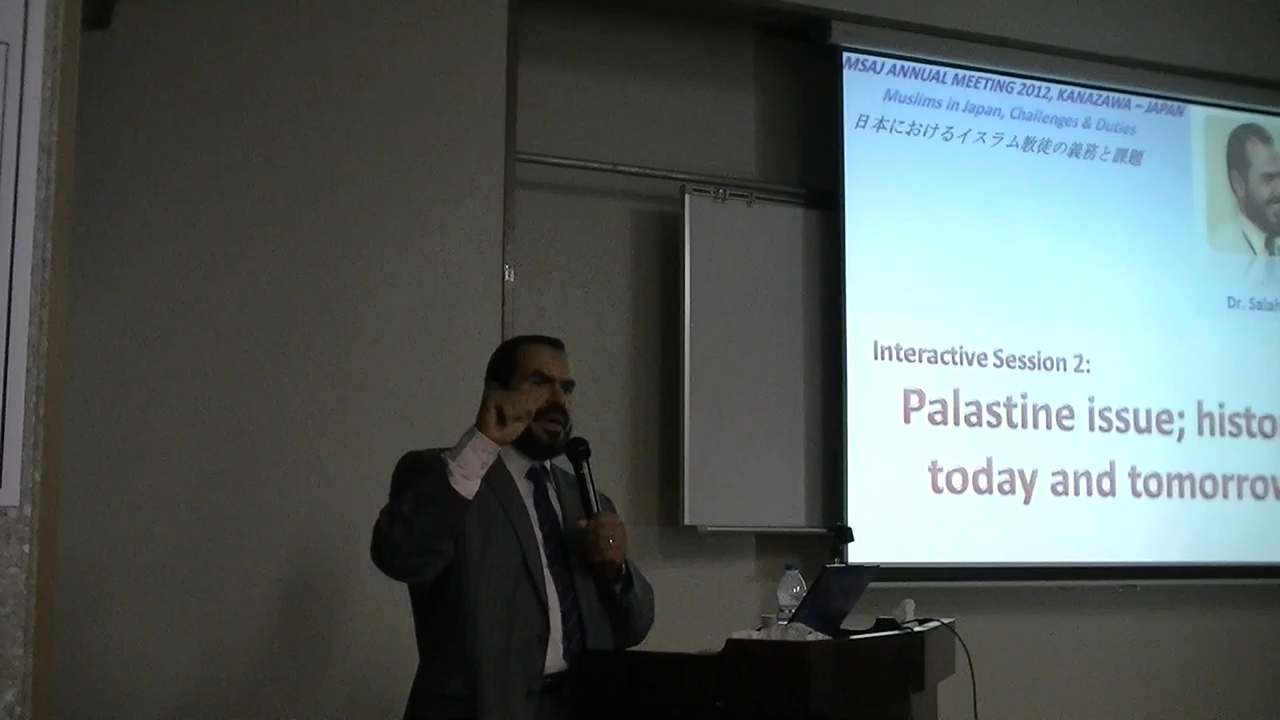 MSAJ ANNUAL MEETING 2012, KANAZAWA – JAPAN
Muslims in Japan, Challenges & Duties
日本におけるイスラム教徒の義務と課題
Dr. Salah
Interactive Session 2:
Palastine issue; histo
today and tomorrow